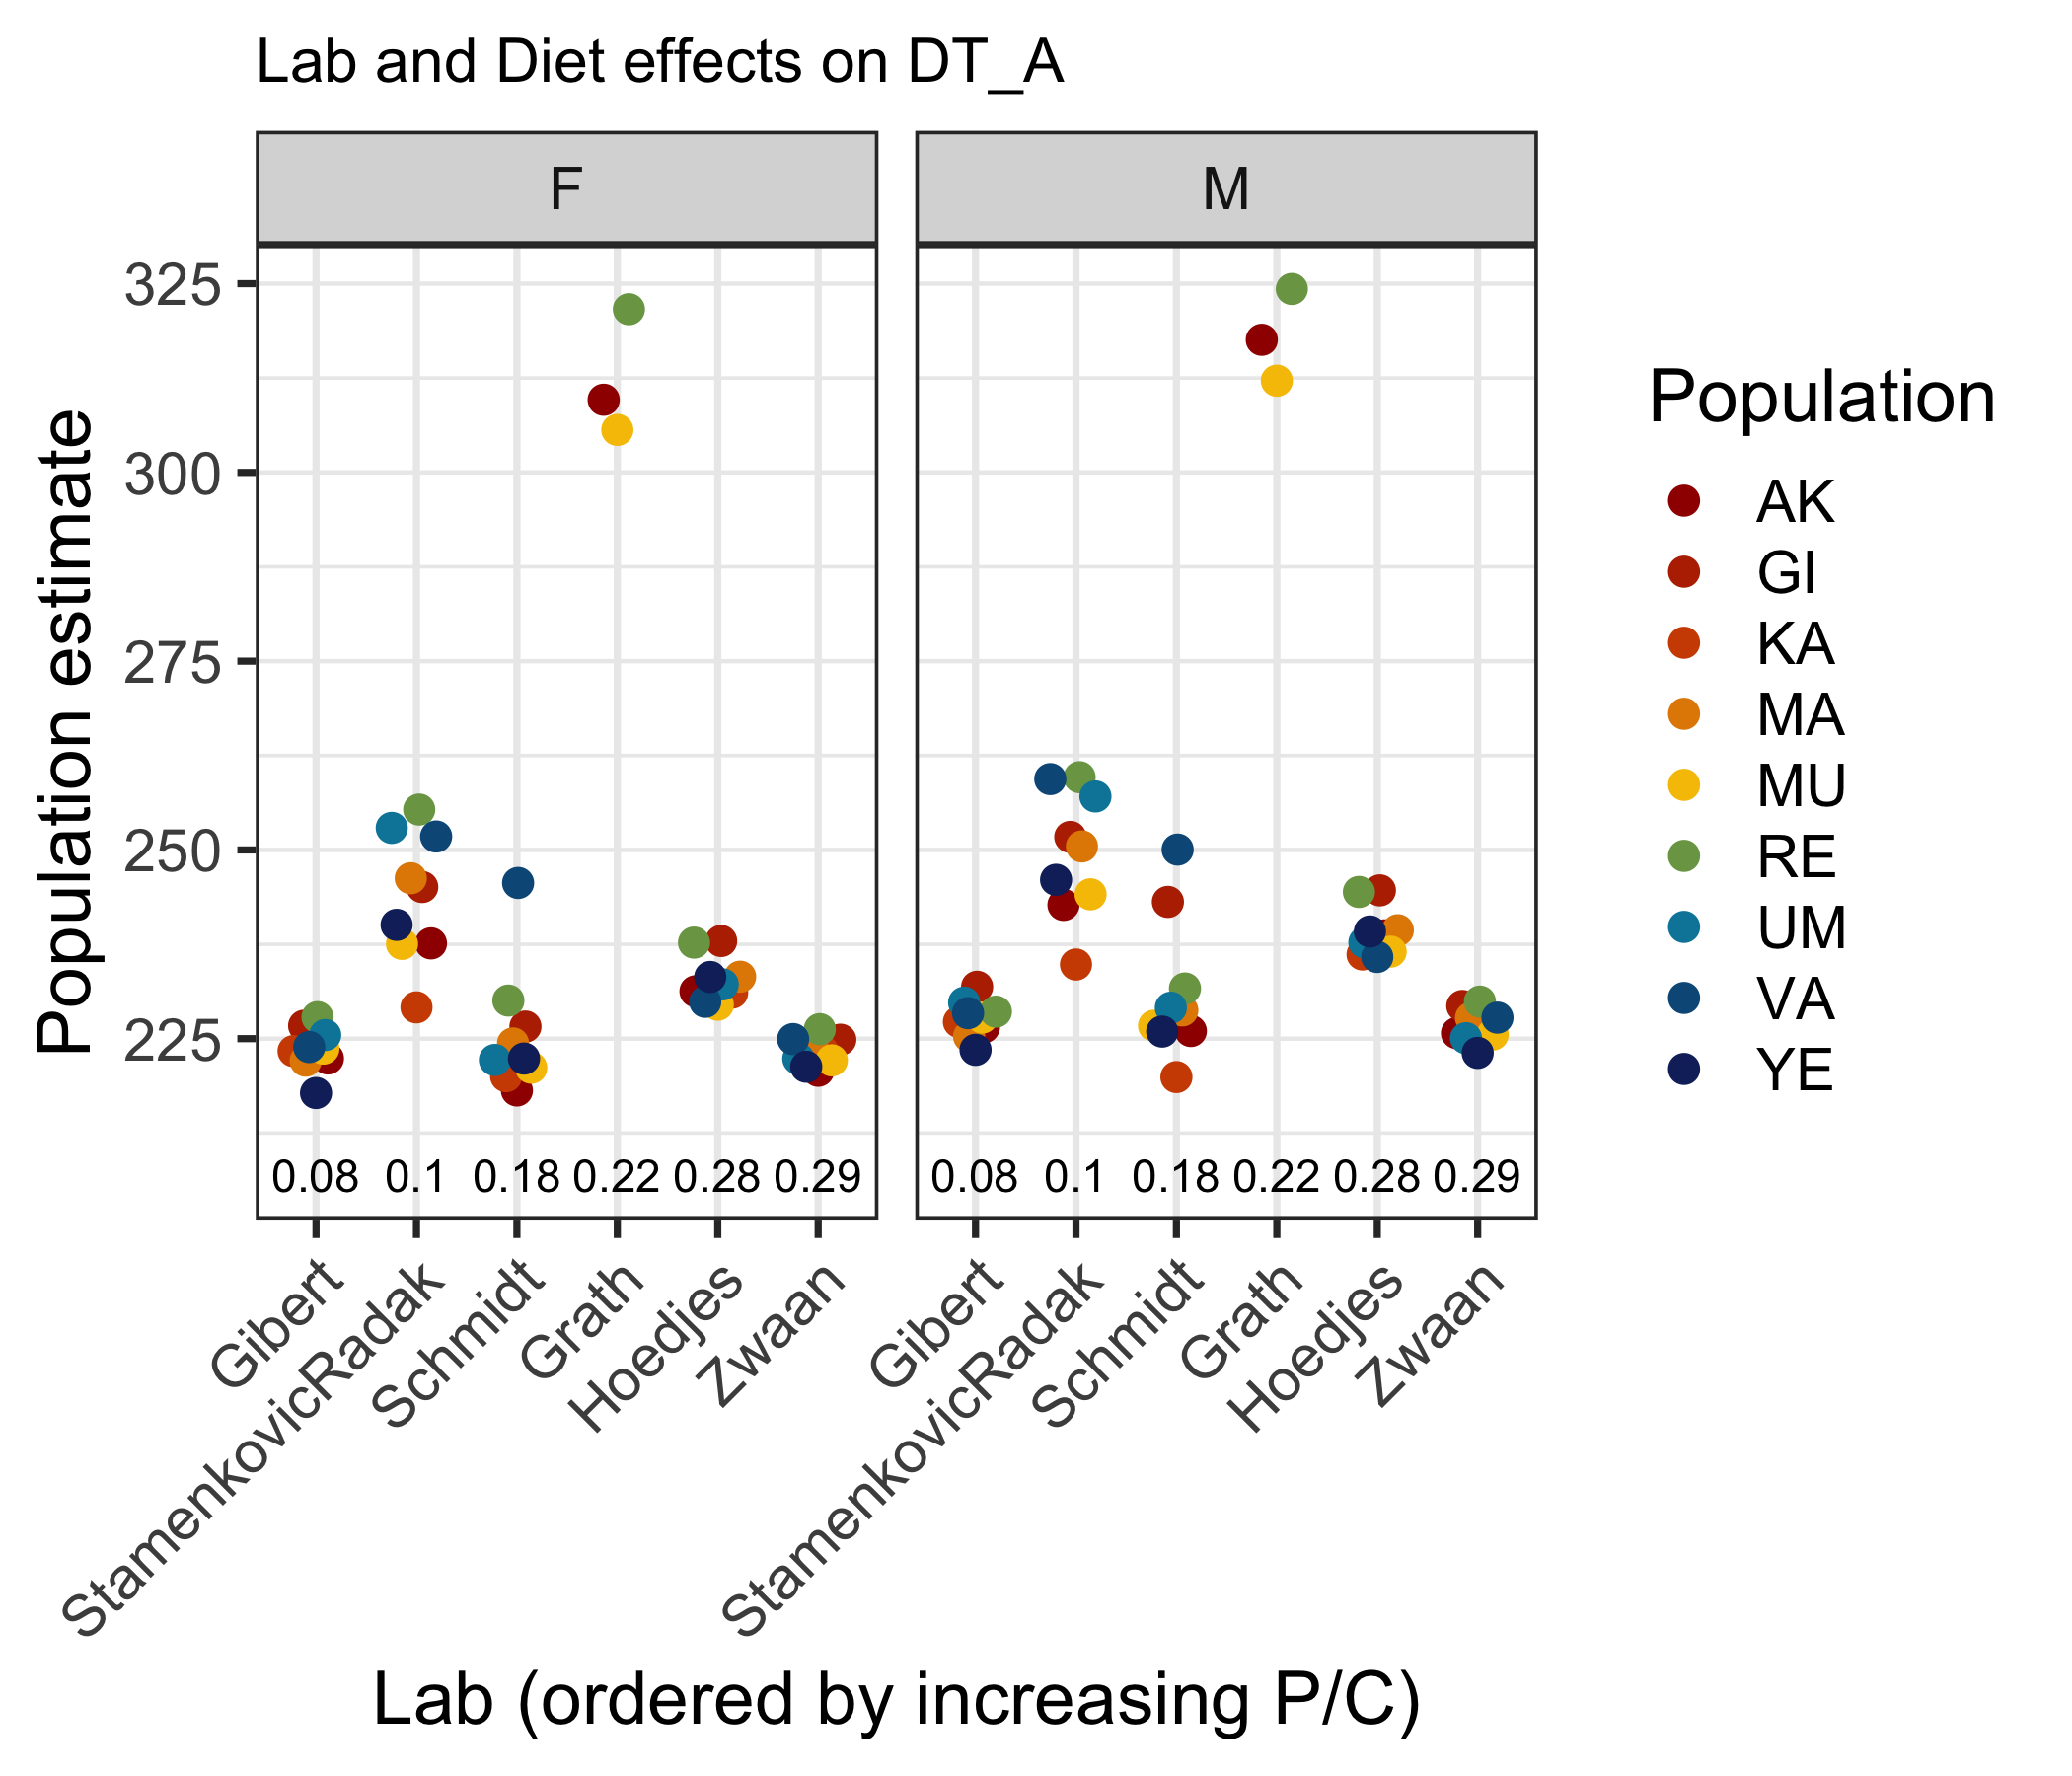 Lab and Diet effects on DT_A
F
M
Population estimate
325
300
275
250
225
0.08 0.1 0.18 0.22 0.28 0.29
0.08 0.1 0.18 0.22 0.28 0.29
Gibert
StamenkovicRadak
Schmidt
Grath
Hoedjes
Zwaan
Gibert
StamenkovicRadak
Schmidt
Grath
Hoedjes
Zwaan
Lab (ordered by increasing P/C)
Population
AK
GI
KA
MA
MU
RE
UM
VA
YE